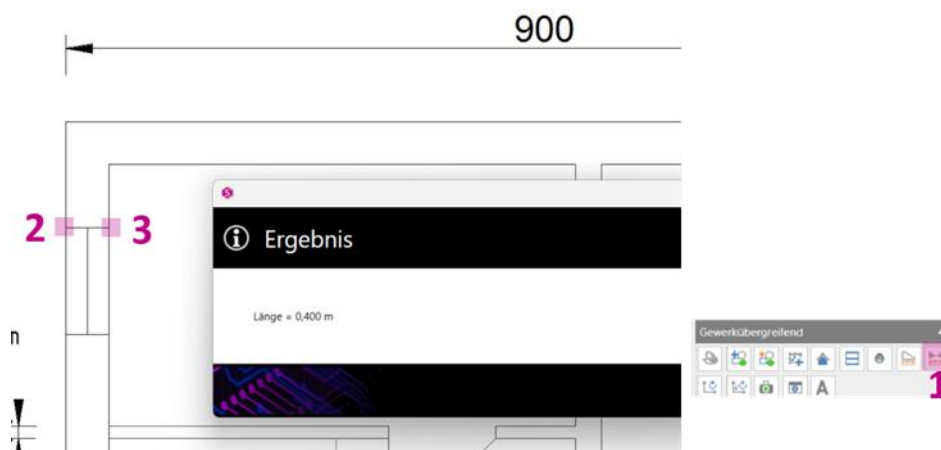 900
2
3
Ergebnis
Länge = 0,400 m
Gewerkübergreifend
A
1